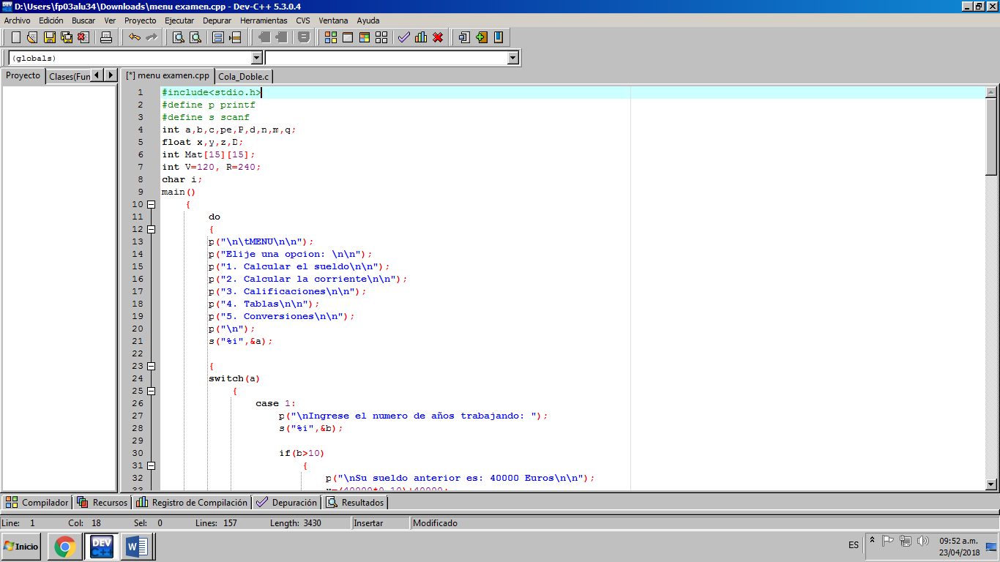 D:\Users\fp03alu34\Downloads\menu examen.cpp - Dev-C++ 5.3.0.4
Archivo Edición Buscar Ver Proyecto Ejecutar Depurar Herramientas CVS Ventana Ayuda
(globals)
Proyecto Clases(Fun [*] menu examen.cpp Cola_Doble.c
1 #include<stdio.h>
2 #define p printf
3 #define s scanf
4 int a,b,c,pe,P,d,n,m,q;
5 float x,y,z,D;
6 int Mat[15][15];
7 int V=120, R=240;
8 char i;
9 main()
10 {
11 do
12 {
13 p("\n\tMENU\n\n");
14 p("Elije una opcion: \n\n");
15 p("1. Calcular el sueldo\n\n");
16 p("2. Calcular la corriente\n\n");
17 p("3. Calificaciones\n\n");
18 p("4. Tablas\n\n");
19 p("5. Conversiones\n\n");
20 p("\n");
21 s("%i",&a);
22
23 {
24 switch(a)
25 {
26 case 1:
27 p("\nIngrese el numero de años trabajando: ");
28 s("%i",&b);
29
30 if(b>10)
31 {
32 p("\nSu sueldo anterior es: 40000 Euros\n\n");
33
Compilador Recursos Registro de Compilación Depuración Resultados
Line: 1 Col: 18 Sel: 0 Lines: 157 Length: 3430 Insertar Modificado
Inicio DEV C++ W ES 09:52 a.m.
23/04/2018